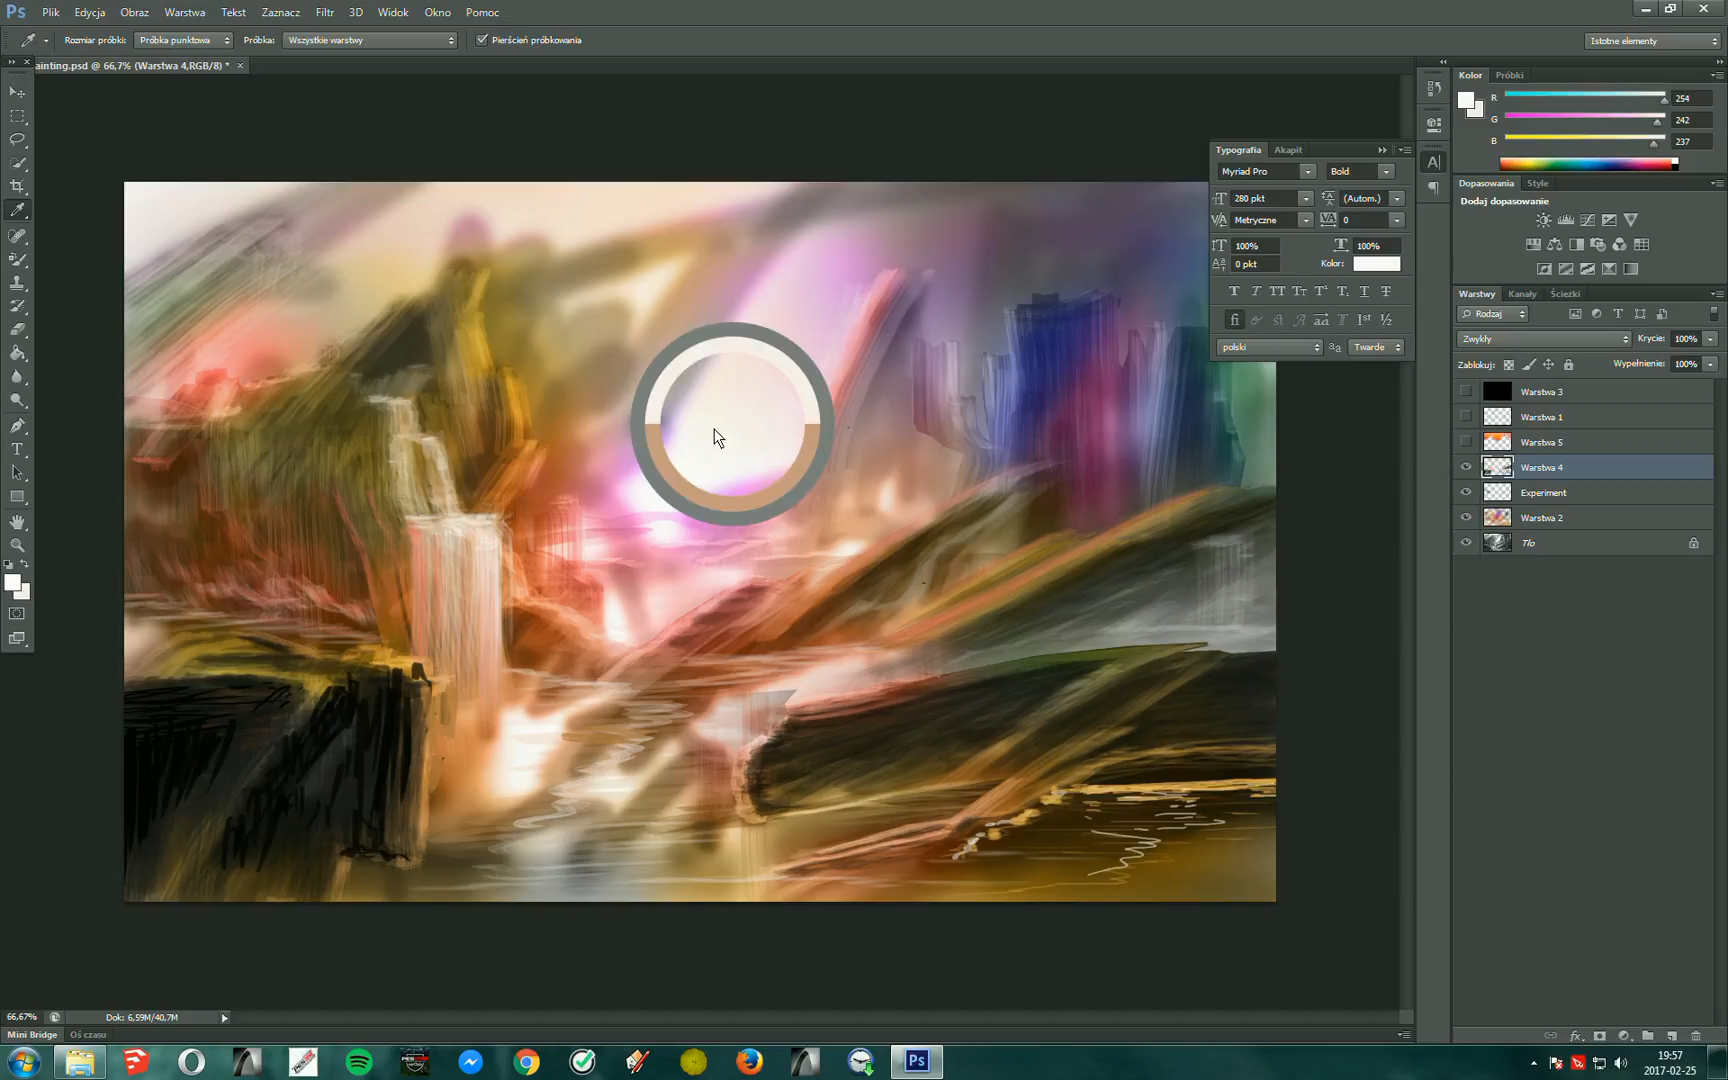 Ps Plik Edycja Obraz Warstwa Tekst Zaznacz Filtr 3D Widok Okno Pomoc
Rozmiar próbki: Próbka punktowa Próbka: Wszystkie warstwy Pierścień próbkowania Istotne elementy
ainting.psd @ 66,7% (Warstwa 4,RGB/8) *
Kolor Próbki
R 254
G 242
B 237
Typografia Akapit
Myriad Pro Bold
280 pkt (Autom.)
Metryczne 0
100% 100%
0 pkt Kolor:
polski Twarde
Dopasowania Style
Dodaj dopasowanie
Warstwy Kanały Ścieżki
Rodzaj
Zwykły Krycie: 100%
Zablokuj: Wypełnienie: 100%
Warstwa 3
Warstwa 1
Warstwa 5
Warstwa 4
Experiment
Warstwa 2
Tło
66,67% Dok: 6,59M/40,7M
Mini Bridge Oś czasu
Ps
19:57
2017-02-25